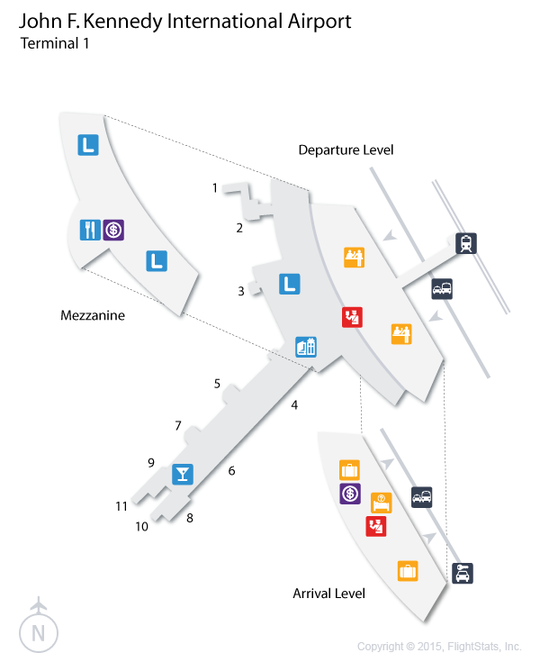 John F. Kennedy International Airport
Terminal 1
Departure Level
L
1
2
$
L
L
3
Mezzanine
5
4
7
9
6
11
8
10
$
?
Arrival Level
N
Copyright © 2015, FlightStats, Inc.